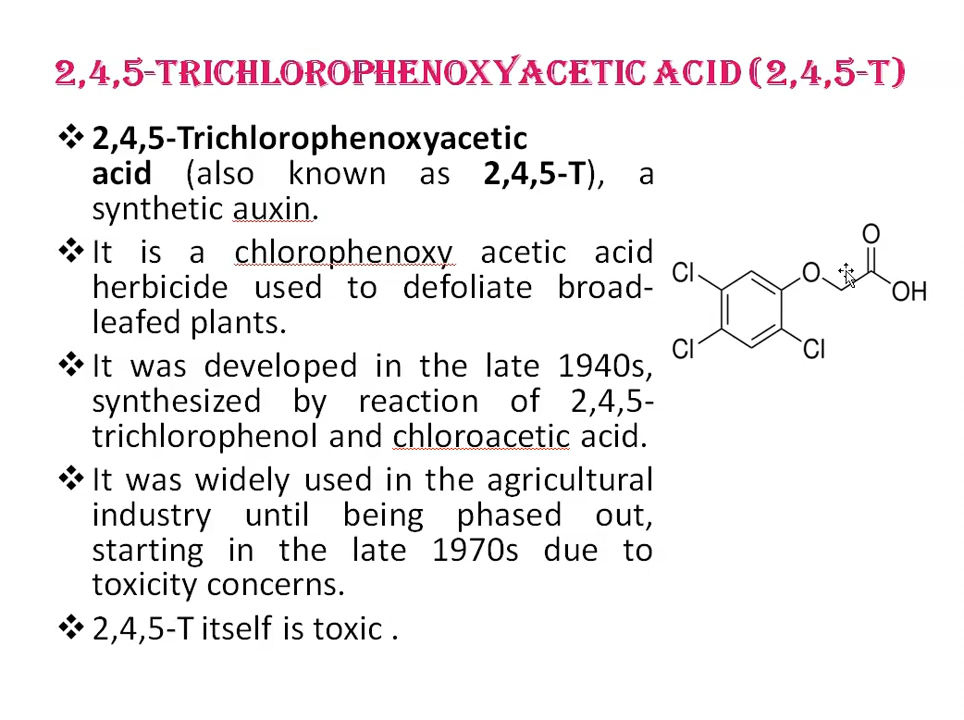 2,4,5-TRICHLOROPHENOXYACETIC ACID (2,4,5-T)
❖ 2,4,5-Trichlorophenoxyacetic
acid (also known as 2,4,5-T), a
synthetic auxin.
❖ It is a chlorophenoxy acetic acid
herbicide used to defoliate broad-
leafed plants.
❖ It was developed in the late 1940s,
synthesized by reaction of 2,4,5-
trichlorophenol and chloroacetic acid.
❖ It was widely used in the agricultural
industry until being phased out,
starting in the late 1970s due to
toxicity concerns.
❖ 2,4,5-T itself is toxic .
O
Cl O
OH
Cl Cl